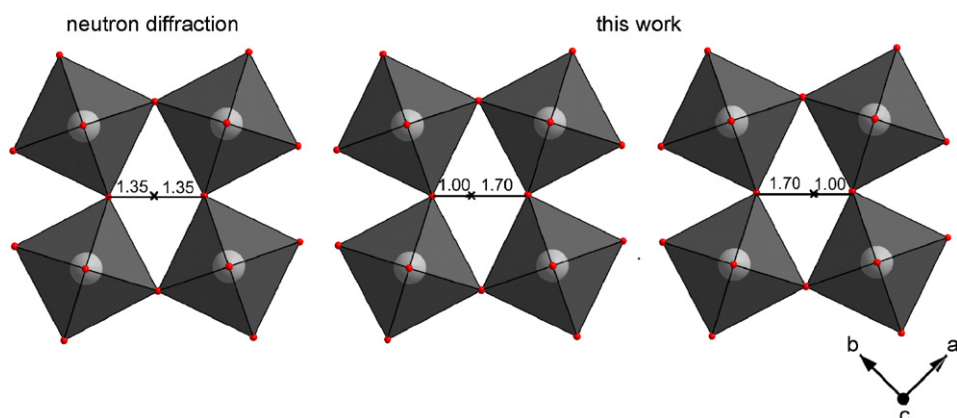 neutron diffraction
this work
1.35 1.35
1.00 1.70
1.70 1.00
b
a
c